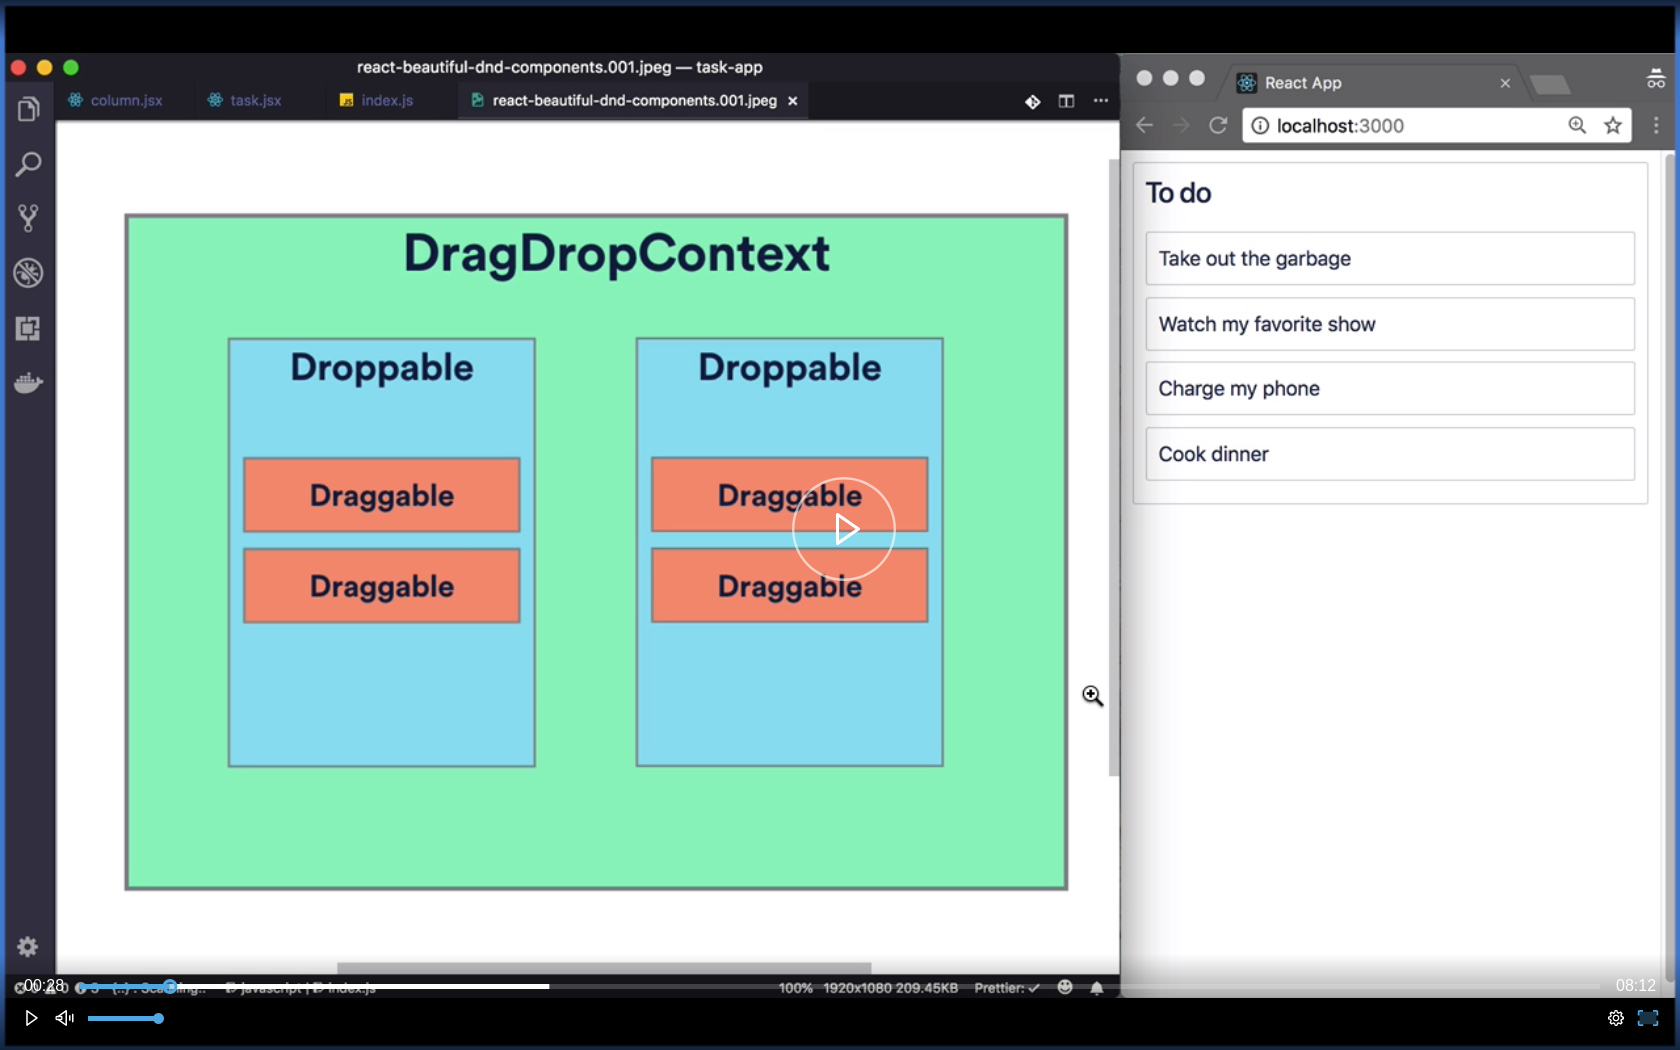 react-beautiful-dnd-components.001.jpeg — task-app
column.jsx
task.jsx
index.js
react-beautiful-dnd-components.001.jpeg
DragDropContext
Droppable
Draggable
Draggable
Droppable
Draggable
Draggable
React App
localhost:3000
To do
Take out the garbage
Watch my favorite show
Charge my phone
Cook dinner
00:28
javascript | index.js
100% 1920x1080 209.45KB Prettier: ✓
08:12